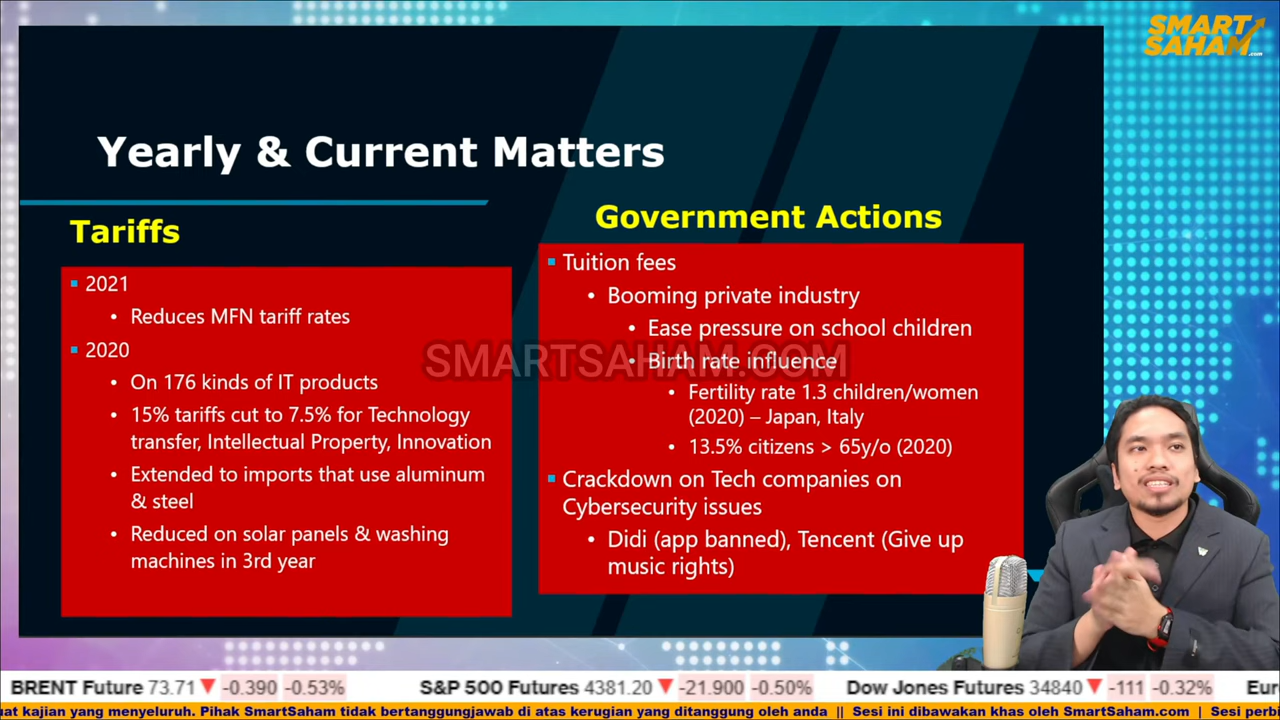 SMART
SAHAM
.com
Yearly & Current Matters
Tariffs
2021
Reduces MFN tariff rates
2020
On 176 kinds of IT products
15% tariffs cut to 7.5% for Technology
transfer, Intellectual Property, Innovation
Extended to imports that use aluminum
& steel
Reduced on solar panels & washing
machines in 3rd year
Government Actions
Tuition fees
Booming private industry
Ease pressure on school children
Birth rate influence
Fertility rate 1.3 children/women
(2020) – Japan, Italy
13.5% citizens > 65y/o (2020)
Crackdown on Tech companies on
Cybersecurity issues
Didi (app banned), Tencent (Give up
music rights)
SMARTSAHAM.COM
BRENT Future 73.71 ▼ -0.390 -0.53% S&P 500 Futures 4381.20 ▼ -21.900 -0.50% Dow Jones Futures 34840 ▼ -111 -0.32% Eur
uat kajian yang menyeluruh. Pihak SmartSaham tidak bertanggungjawab di atas kerugian yang ditanggung oleh anda || Sesi ini dibawakan khas oleh SmartSaham.com | Sesi perb